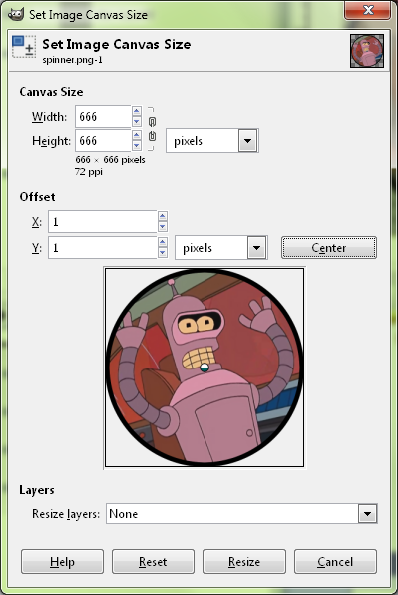 Set Image Canvas Size
Set Image Canvas Size
spinner.png-1
Canvas Size
Width: 666
Height: 666 pixels
666 × 666 pixels
72 ppi
Offset
X: 1
Y: 1 pixels Center
Layers
Resize layers: None
Help Reset Resize Cancel